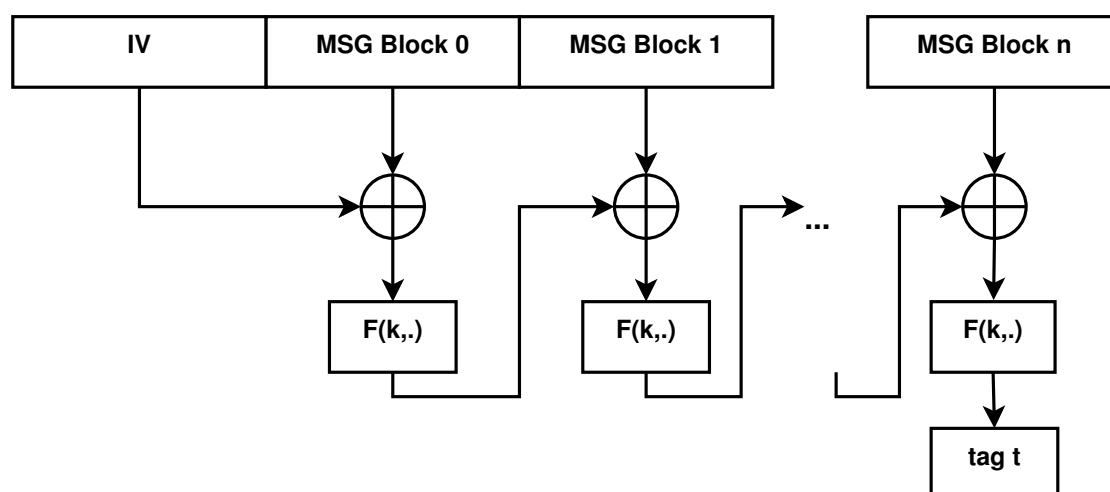 IV
MSG Block 0
MSG Block 1
MSG Block n
...
F(k,.)
F(k,.)
F(k,.)
tag t